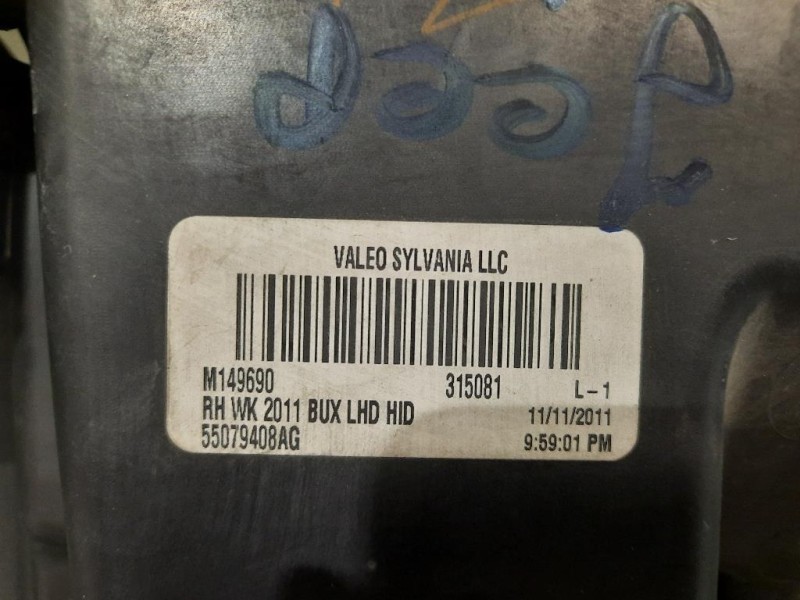 VALEO SYLVANIA LLC
M149690 315081 L-1
RH WK 2011 BUX LHD HID 11/11/2011
55079408AG 9:59:01 PM